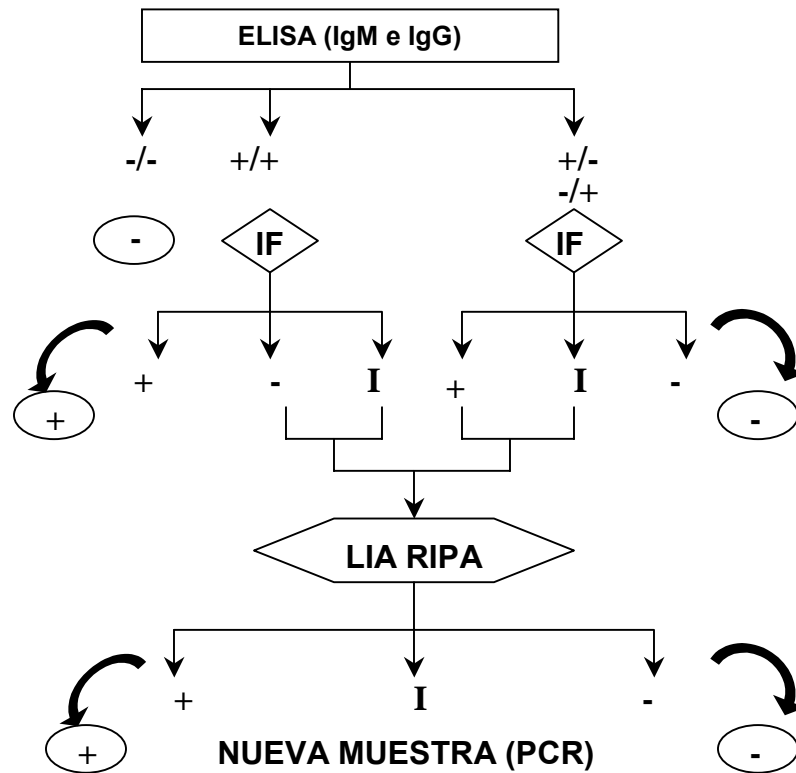 ELISA (IgM e IgG)
-/- +/+ +/-
-/+
- IF IF
+ - I + I -
+ -
LIA RIPA
+ I -
+ NUEVA MUESTRA (PCR) -